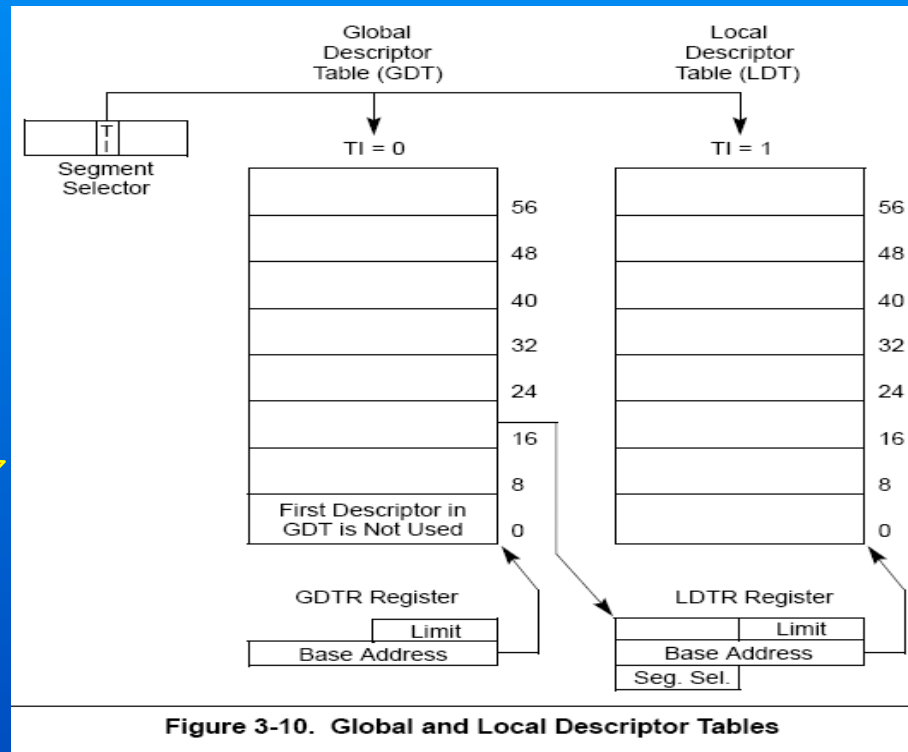 Global
Descriptor
Table (GDT)
Local
Descriptor
Table (LDT)
T
I
Segment
Selector
TI = 0
TI = 1
56
48
40
32
24
16
8
0
First Descriptor in
GDT is Not Used
56
48
40
32
24
16
8
0
GDTR Register
Limit
Base Address
LDTR Register
Limit
Base Address
Seg. Sel.
Figure 3-10. Global and Local Descriptor Tables